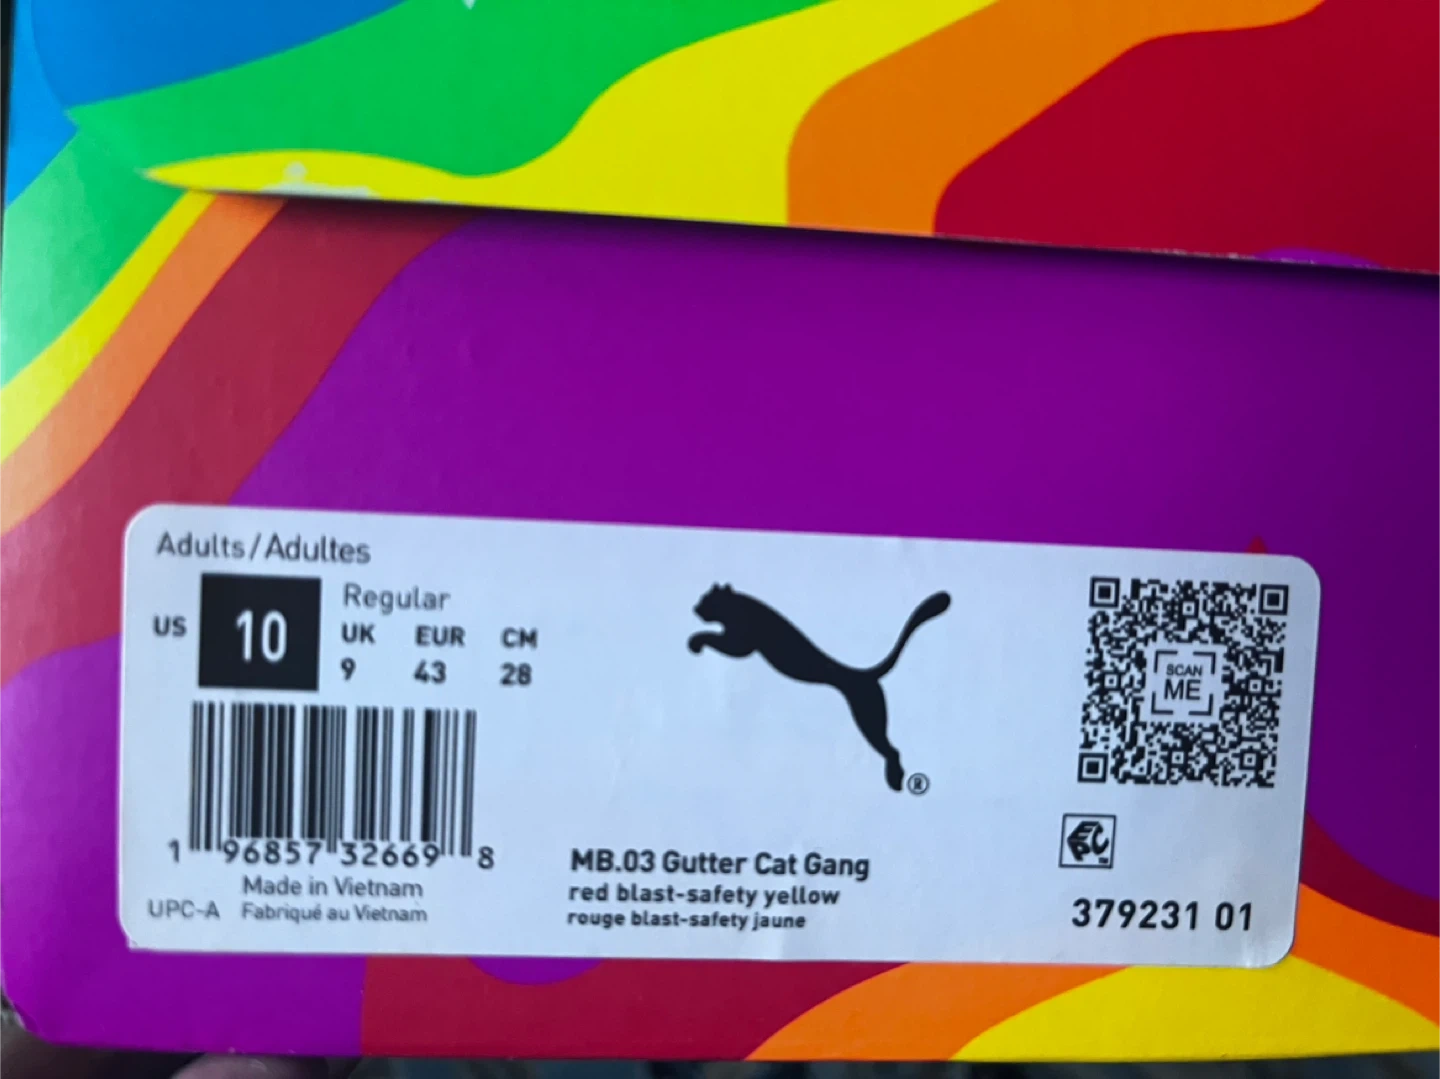 Adults/Adultes
US 10 Regular
UK EUR CM
9 43 28
SCAN
ME
1 96857 32669 8
Made in Vietnam
UPC-A Fabriqué au Vietnam
®
MB.03 Gutter Cat Gang
red blast-safety yellow
rouge blast-safety jaune
379231 01